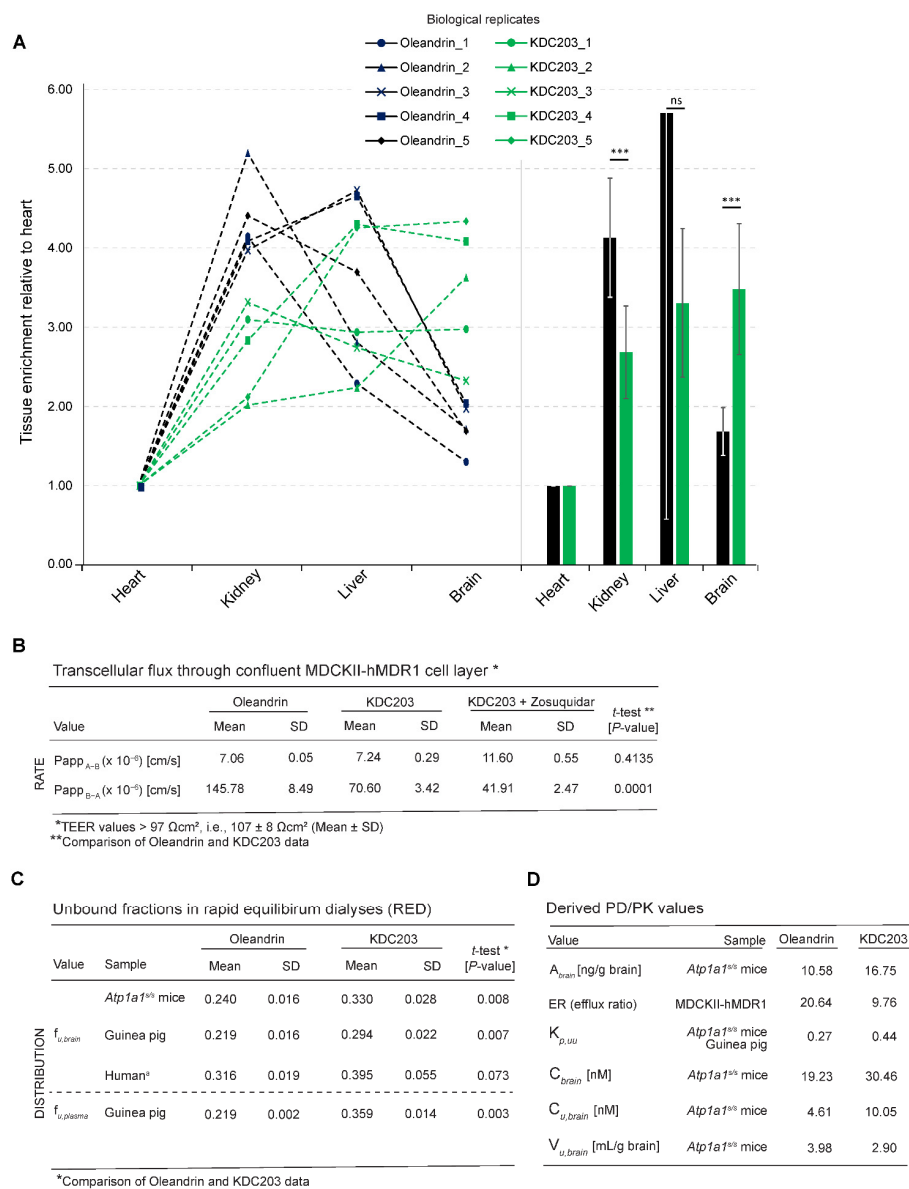 A
Biological replicates
Oleandrin_1 KDC203_1
Oleandrin_2 KDC203_2
Oleandrin_3 KDC203_3
Oleandrin_4 KDC203_4
Oleandrin_5 KDC203_5
Tissue enrichment relative to heart
6.00
5.00
4.00
3.00
2.00
1.00
0.00
*** ns ***
Heart Kidney Liver Brain Heart Kidney Liver Brain
B
Transcellular flux through confluent MDCKII-hMDR1 cell layer *
Oleandrin KDC203 KDC203 + Zosuquidar t-test **
Value Mean SD Mean SD Mean SD [P-value]
RATE
Papp A–B (x 10⁻⁶) [cm/s] 7.06 0.05 7.24 0.29 11.60 0.55 0.4135
Papp B–A (x 10⁻⁶) [cm/s] 145.78 8.49 70.60 3.42 41.91 2.47 0.0001
*TEER values > 97 Ωcm², i.e., 107 ± 8 Ωcm² (Mean ± SD)
**Comparison of Oleandrin and KDC203 data
C
Unbound fractions in rapid equilibirum dialyses (RED)
Oleandrin KDC203 t-test *
Value Sample Mean SD Mean SD [P-value]
DISTRIBUTION
Atp1a1s/s mice 0.240 0.016 0.330 0.028 0.008
fu,brain Guinea pig 0.219 0.016 0.294 0.022 0.007
Humanª 0.316 0.019 0.395 0.055 0.073
fu,plasma Guinea pig 0.219 0.002 0.359 0.014 0.003
*Comparison of Oleandrin and KDC203 data
D
Derived PD/PK values
Value Sample Oleandrin KDC203
Abrain [ng/g brain] Atp1a1s/s mice 10.58 16.75
ER (efflux ratio) MDCKII-hMDR1 20.64 9.76
Kp,uu Atp1a1s/s mice Guinea pig 0.27 0.44
Cbrain [nM] Atp1a1s/s mice 19.23 30.46
Cu,brain [nM] Atp1a1s/s mice 4.61 10.05
Vu,brain [mL/g brain] Atp1a1s/s mice 3.98 2.90